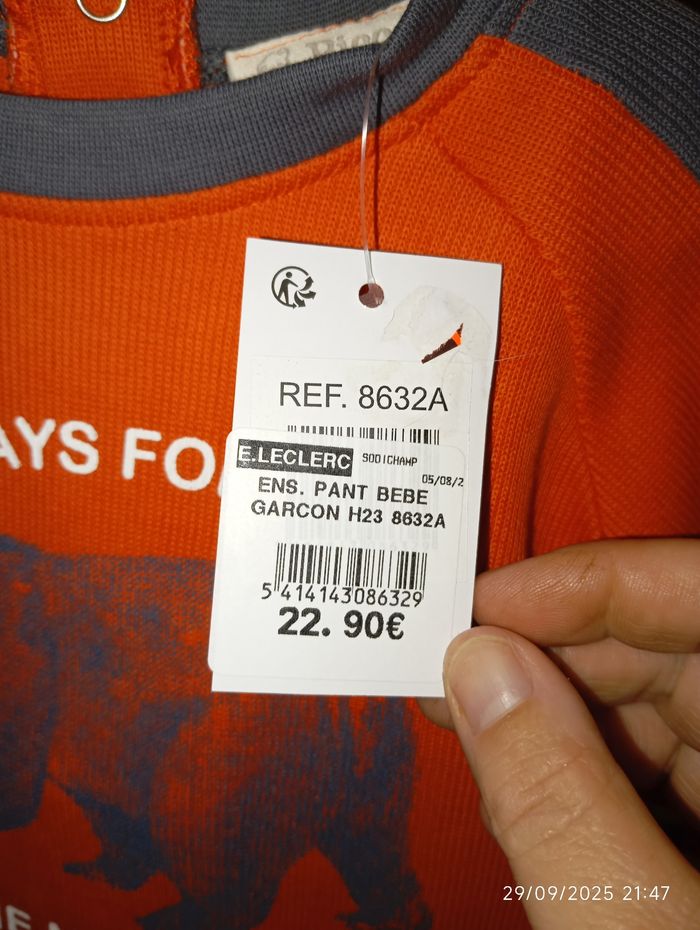 REF. 8632A
E.LECLERC SODICHAMP
05/08/2
ENS. PANT BEBE
GARCON H23 8632A
5 414143 086329
22. 90€
AYS FO
29/09/2025 21:47